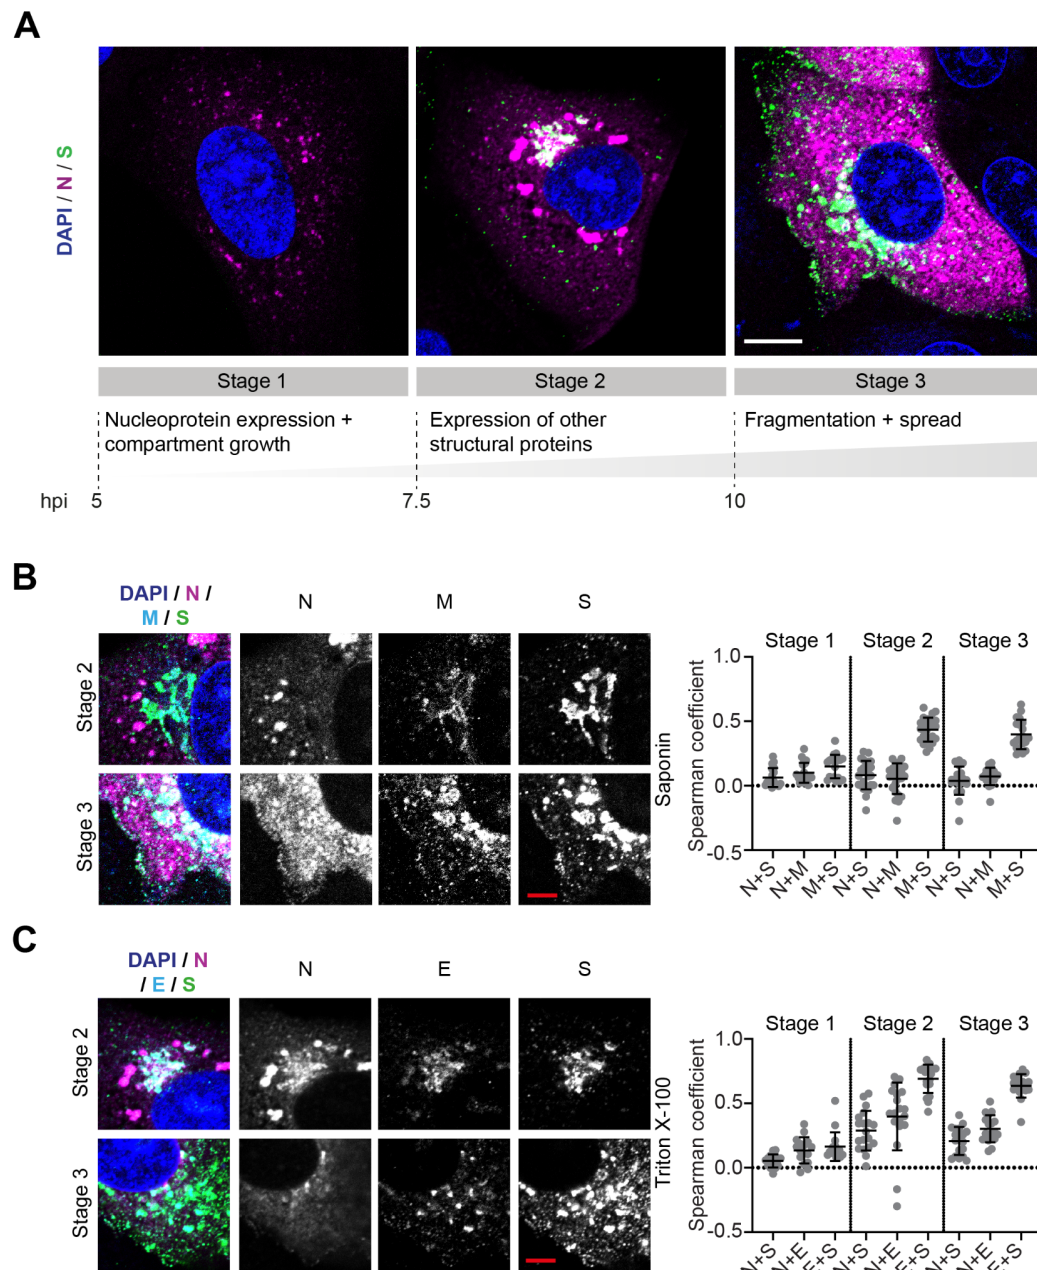 A
DAPI / N / S
Stage 1
Stage 2
Stage 3
Nucleoprotein expression +
compartment growth
Expression of other
structural proteins
Fragmentation + spread
hpi
5
7.5
10
B
DAPI / N /
M / S
N
M
S
Stage 2
Stage 3
Saponin
Spearman coefficient
1.0
0.5
0.0
-0.5
Stage 1
Stage 2
Stage 3
N+S
N+M
M+S
N+S
N+M
M+S
N+S
N+M
M+S
C
DAPI / N
/ E / S
N
E
S
Stage 2
Stage 3
Triton X-100
Spearman coefficient
1.0
0.5
0.0
-0.5
Stage 1
Stage 2
Stage 3
N+S
N+E
E+S
N+S
N+E
E+S
N+S
N+E
E+S